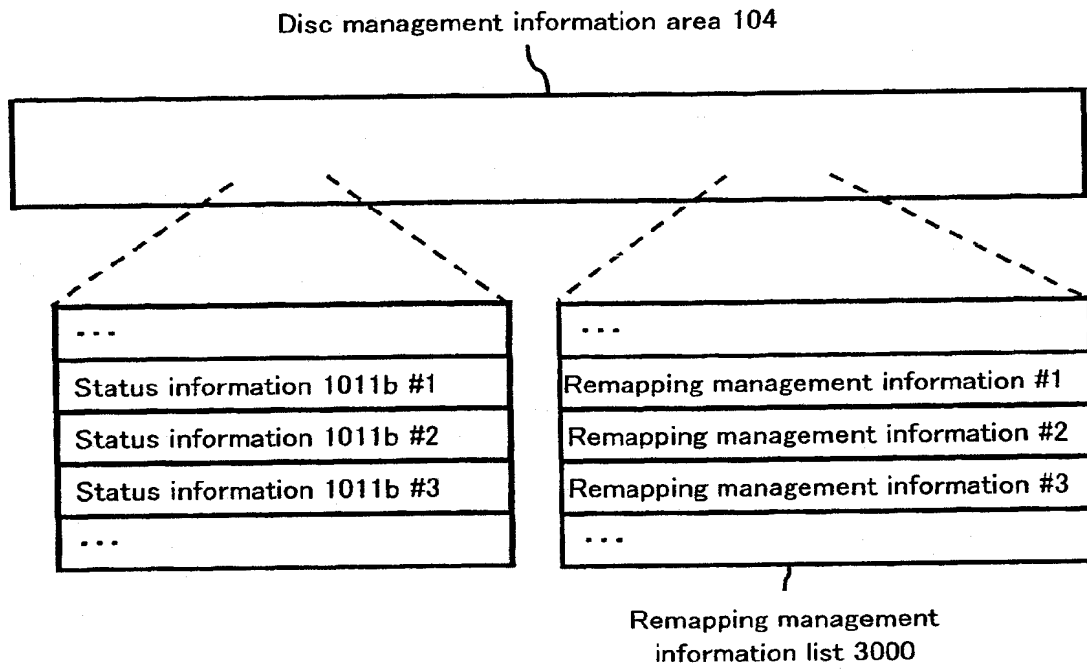 Disc management information area 104
...
Status information 1011b #1
Status information 1011b #2
Status information 1011b #3
...
...
Remapping management information #1
Remapping management information #2
Remapping management information #3
...
Remapping management
information list 3000